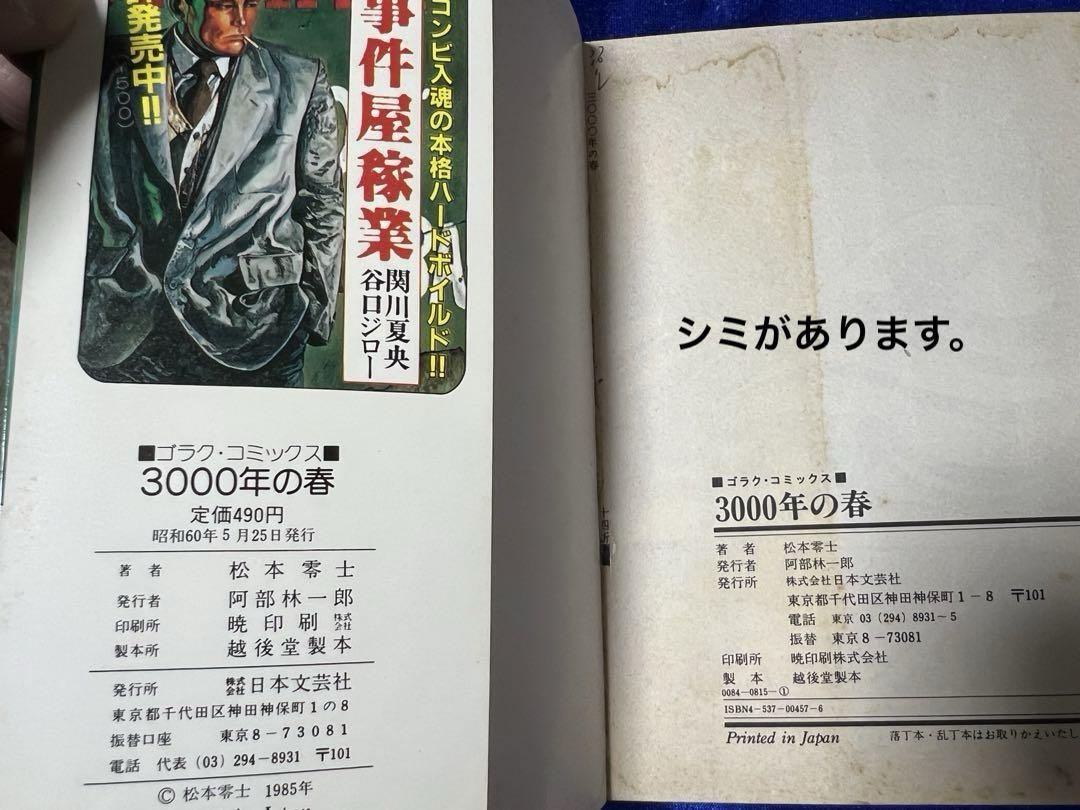 コンビ入魂の本格ハードボイルド!!
事件屋稼業
関川夏央
谷口ジロー
発売中!!
■ゴラク・コミックス■
3000年の春
定価490円
昭和60年5月25日発行
著者 松本零士
発行者 阿部林一郎
印刷所 暁印刷株式会社
製本所 越後堂製本
発行所 株式会社日本文芸社
東京都千代田区神田神保町1の8
振替口座 東京8-73081
電話 代表(03)294-8931 〒101
© 松本零士 1985年
三〇〇〇年の春
シミがあります。
■ゴラク・コミックス■
3000年の春
著者 松本零士
発行者 阿部林一郎
発行所 株式会社日本文芸社
東京都千代田区神田神保町1-8 〒101
電話 東京 03(294)8931~5
振替 東京8-73081
印刷所 暁印刷株式会社
製本 越後堂製本
0084-0815-①
ISBN4-537-00457-6
Printed in Japan 落丁本・乱丁本はお取りかえいたし